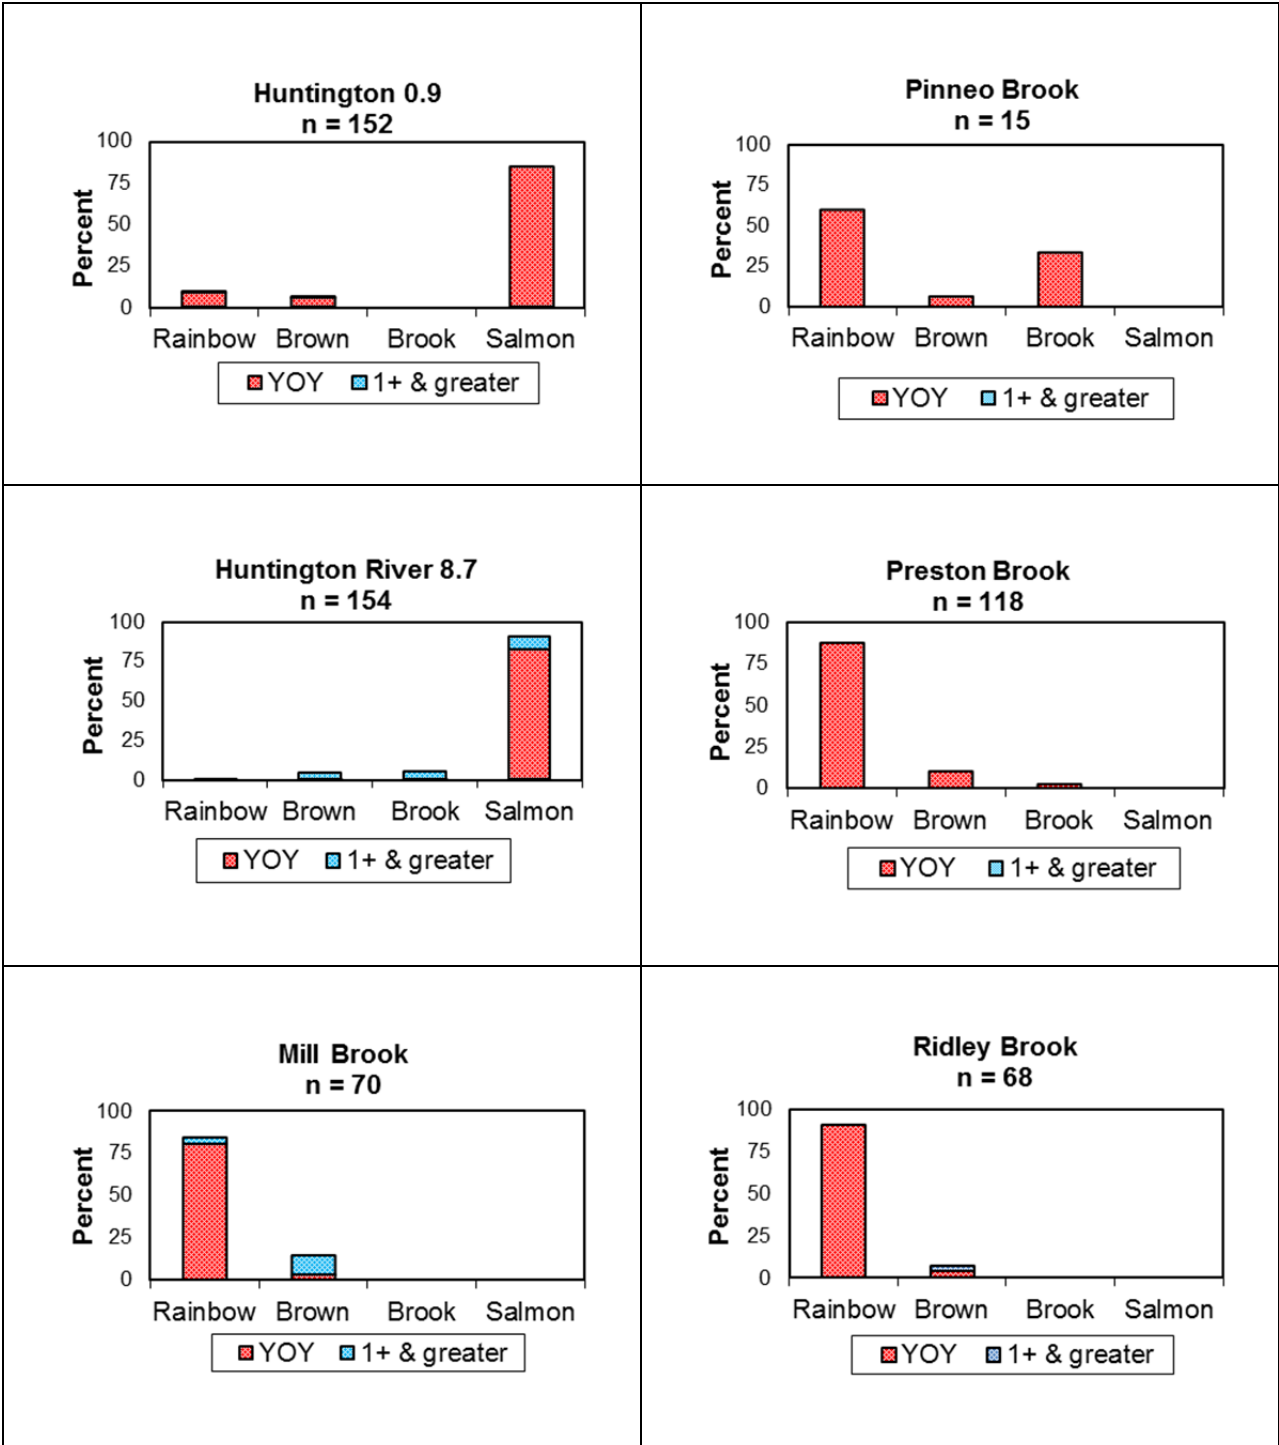 Huntington 0.9
n = 152
100
75
50
25
0
Percent
Rainbow Brown Brook Salmon
YOY 1+ & greater
Pinneo Brook
n = 15
100
75
50
25
0
Percent
Rainbow Brown Brook Salmon
YOY 1+ & greater
Huntington River 8.7
n = 154
100
75
50
25
0
Percent
Rainbow Brown Brook Salmon
YOY 1+ & greater
Preston Brook
n = 118
100
75
50
25
0
Percent
Rainbow Brown Brook Salmon
YOY 1+ & greater
Mill Brook
n = 70
100
75
50
25
0
Percent
Rainbow Brown Brook Salmon
YOY 1+ & greater
Ridley Brook
n = 68
100
75
50
25
0
Percent
Rainbow Brown Brook Salmon
YOY 1+ & greater